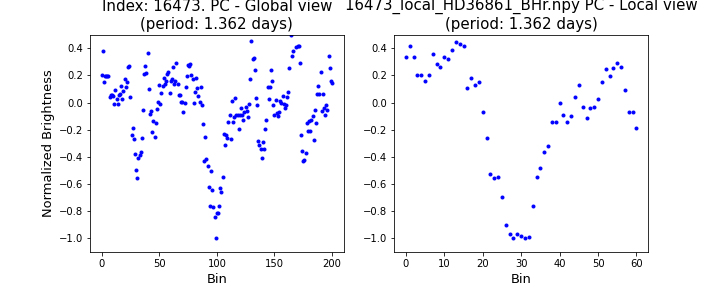 Index: 16473. PC - Global view
(period: 1.362 days)
16473_local_HD36861_BHr.npy PC - Local view
(period: 1.362 days)
Normalized Brightness
0.4
0.2
0.0
−0.2
−0.4
−0.6
−0.8
−1.0
0 50 100 150 200
Bin
0.4
0.2
0.0
−0.2
−0.4
−0.6
−0.8
−1.0
0 10 20 30 40 50 60
Bin